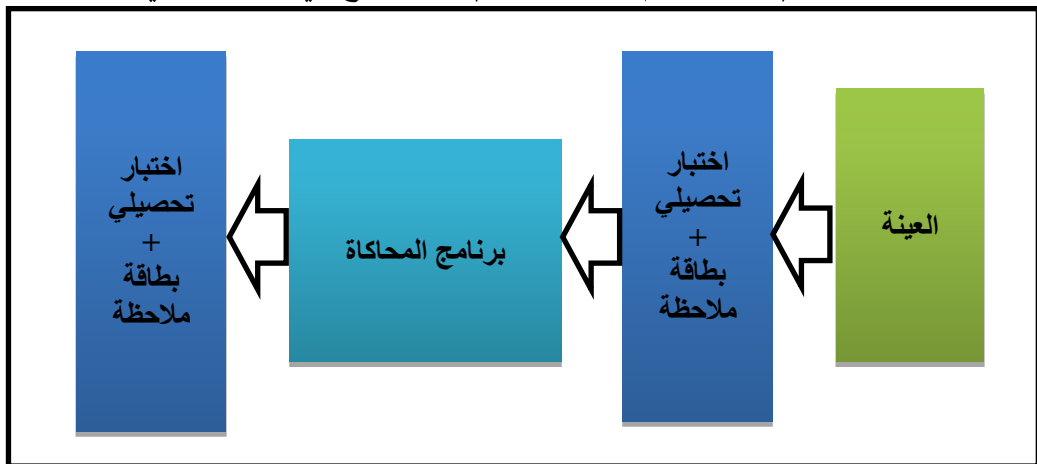 العينة
اختبار
تحصيلي
+
بطاقة
ملاحظة
برنامج المحاكاة
اختبار
تحصيلي
+
بطاقة
ملاحظة